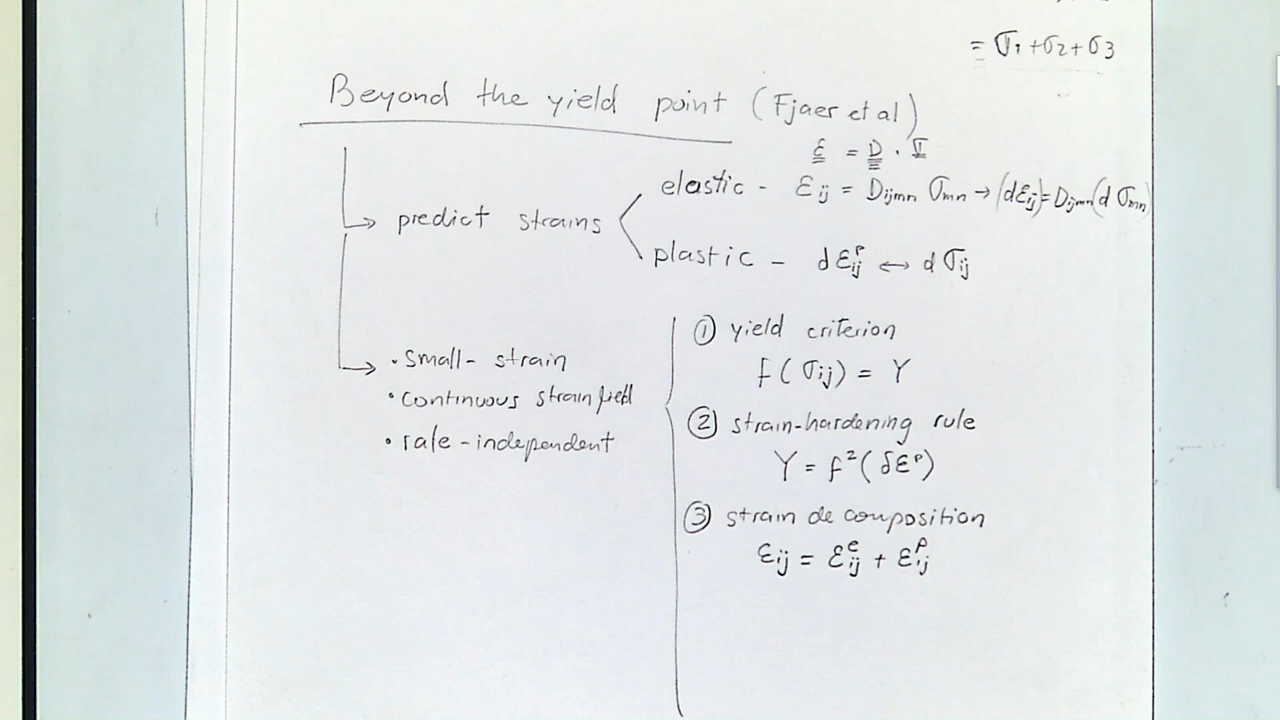 = σ1 + σ2 + σ3
Beyond the yield point (Fjaer et al)
ε = D · σ
elastic - εij = Dijmn σmn → (dεij) = Dijmn (d σmn)
→ predict strains
plastic - dεᵖij ↔ dσij
→ • small-strain
• continuous strain field
• rate-independent
① yield criterion
f(σij) = Y
② strain-hardening rule
Y = f²(δεᵖ)
③ strain decomposition
εij = εᵉij + εᵖij